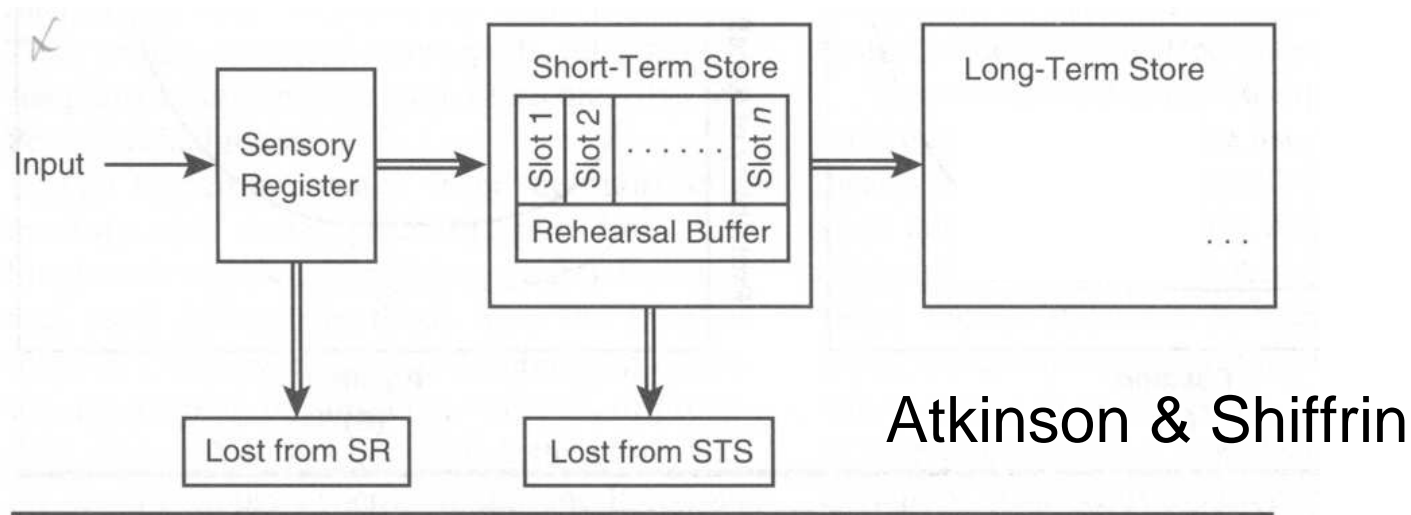 Input
Sensory
Register
Short-Term Store
Slot 1
Slot 2
. . . . . .
Slot n
Rehearsal Buffer
Long-Term Store
. . .
Lost from SR
Lost from STS
Atkinson & Shiffrin